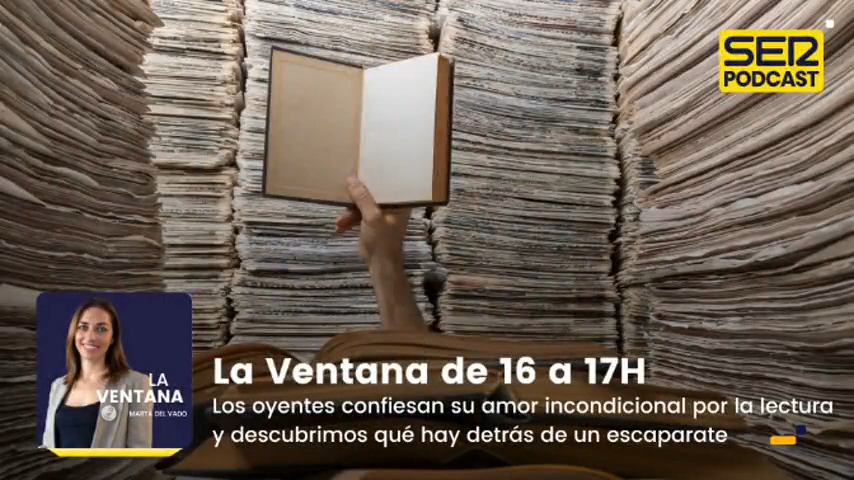 SER
PODCAST
La Ventana de 16 a 17H
Los oyentes confiesan su amor incondicional por la lectura
y descubrimos qué hay detrás de un escaparate
LA
VENTANA
MARTA DEL VADO